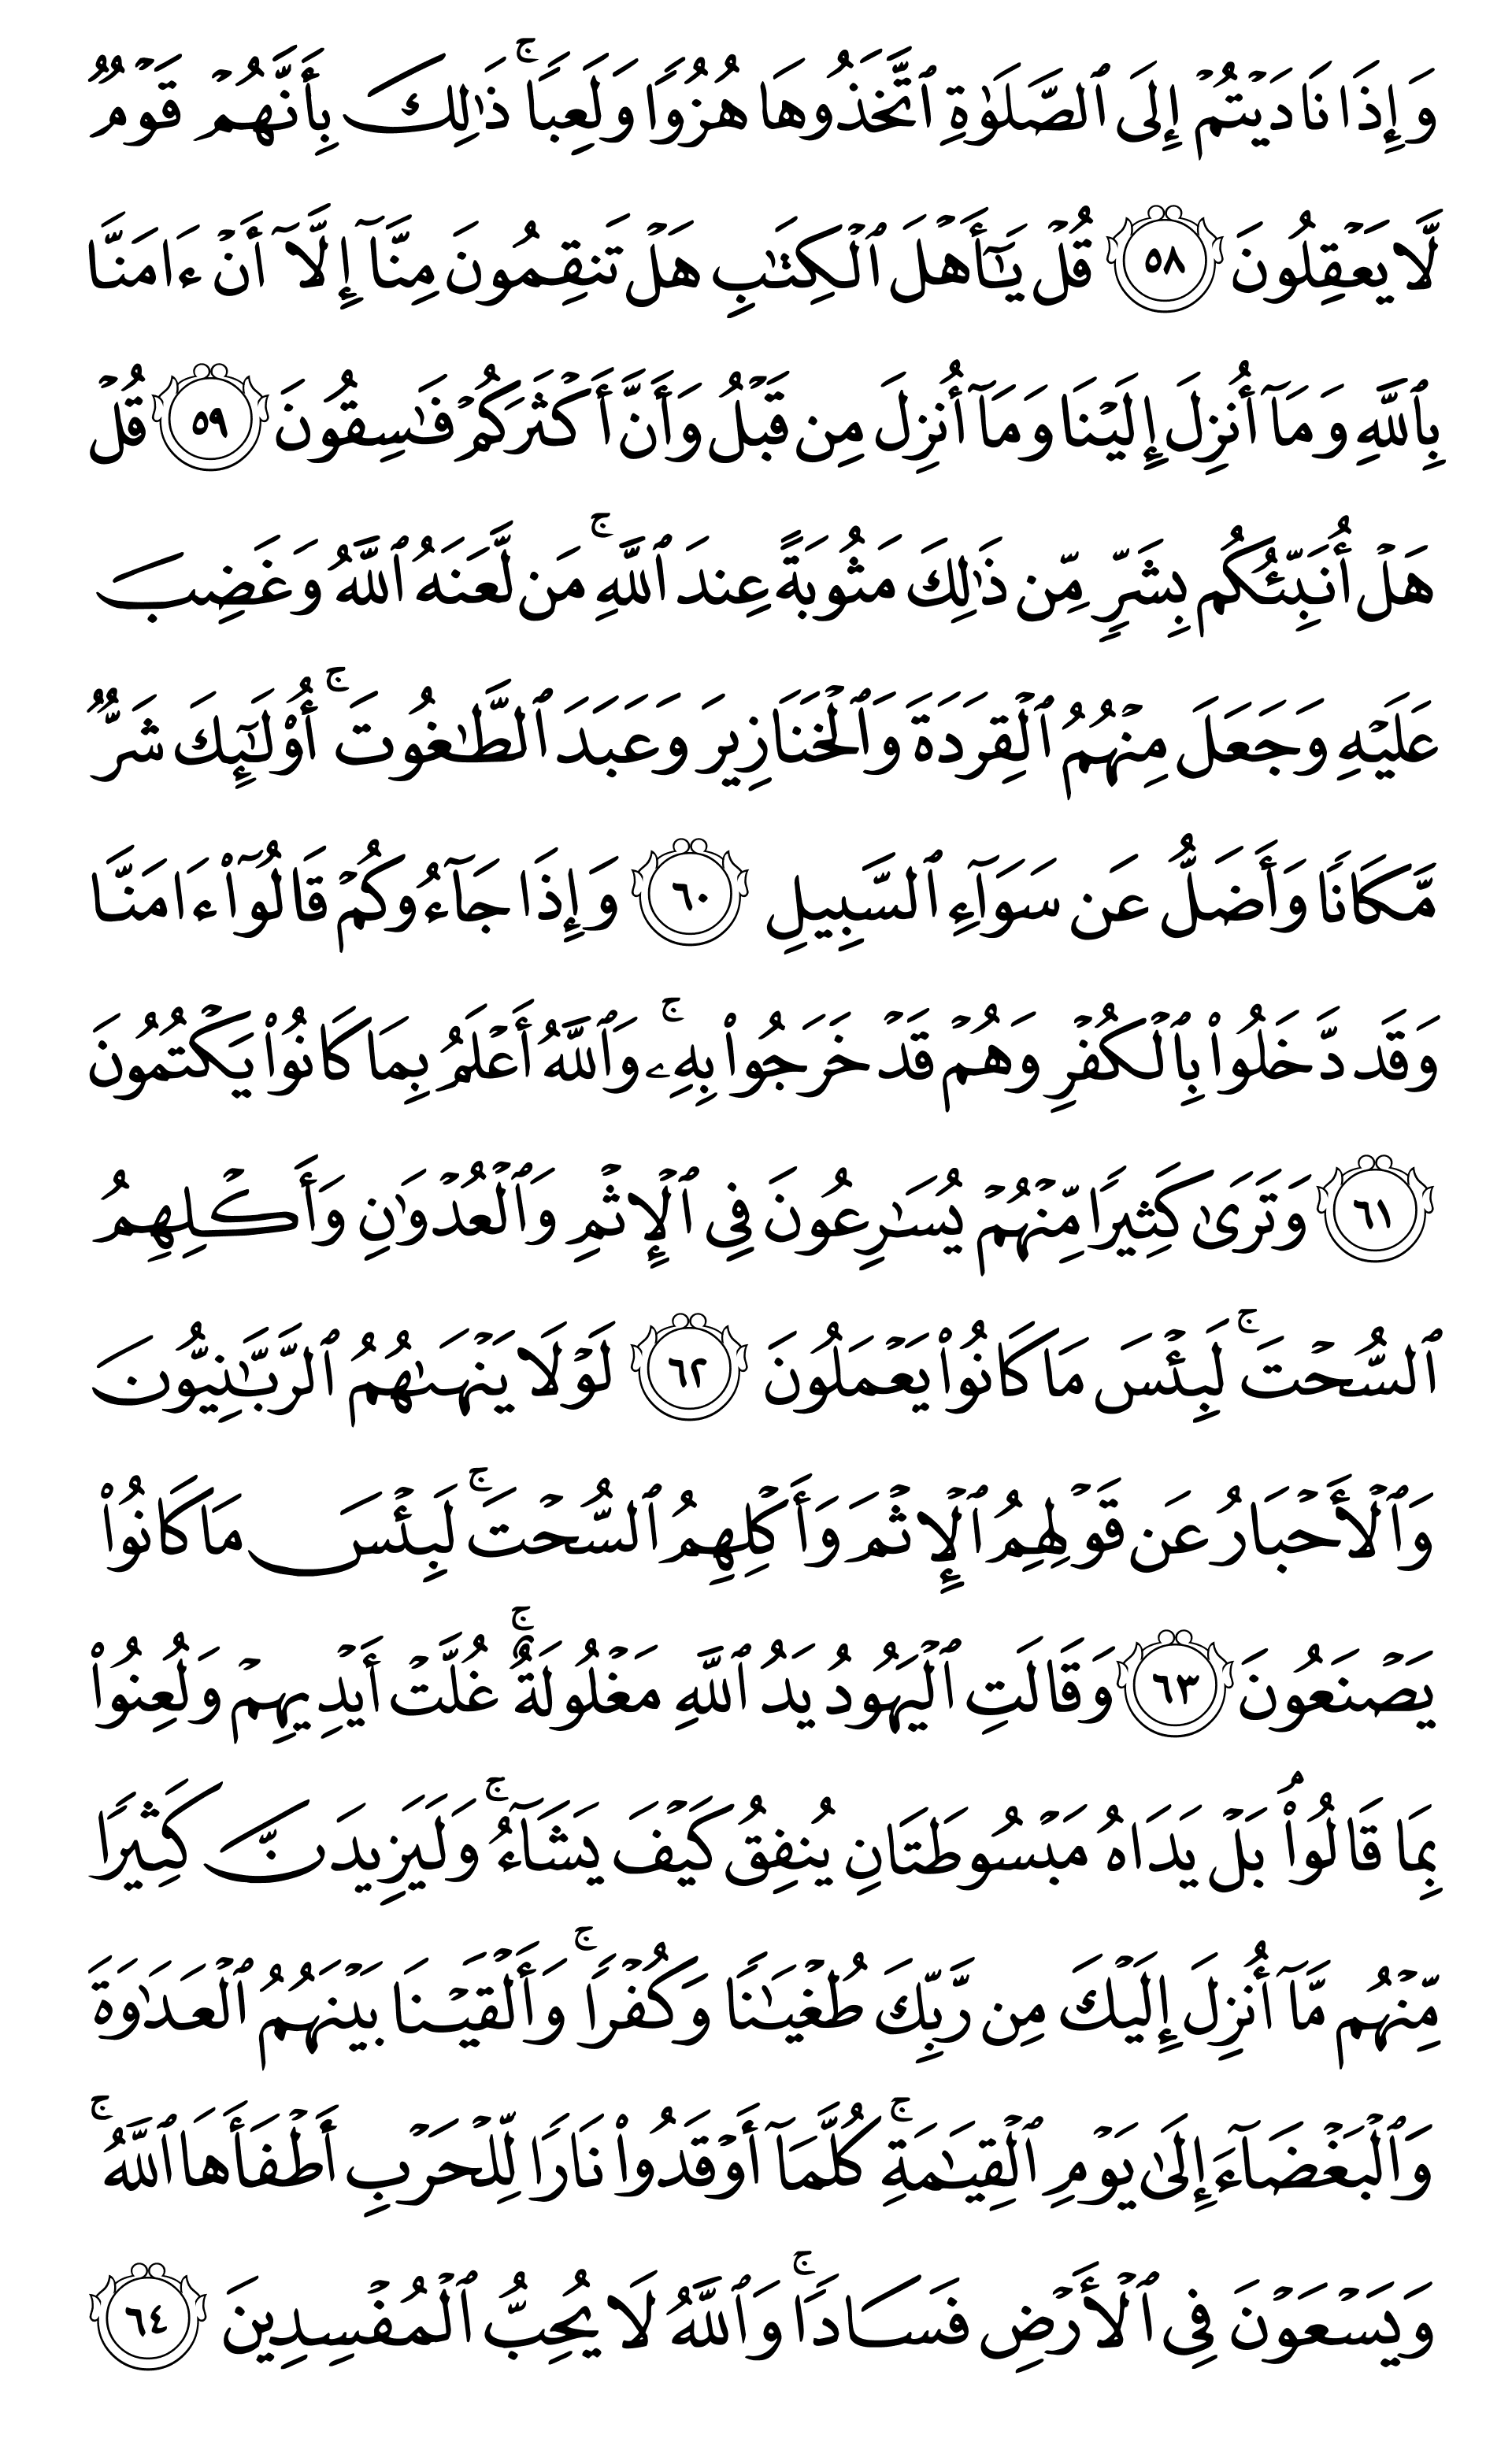 وَإِذَا نَادَيْتُمْ إِلَى ٱلصَّلَوٰةِ ٱتَّخَذُوهَا هُزُوًا وَلَعِبًا ۚ ذَٰلِكَ بِأَنَّهُمْ قَوْمٌ
لَّا يَعْقِلُونَ ٥٨ قُلْ يَـٰٓأَهْلَ ٱلْكِتَـٰبِ هَلْ تَنقِمُونَ مِنَّآ إِلَّآ أَنْ ءَامَنَّا
بِٱللَّهِ وَمَآ أُنزِلَ إِلَيْنَا وَمَآ أُنزِلَ مِن قَبْلُ وَأَنَّ أَكْثَرَكُمْ فَـٰسِقُونَ ٥٩ قُلْ
هَلْ أُنَبِّئُكُم بِشَرٍّ مِّن ذَٰلِكَ مَثُوبَةً عِندَ ٱللَّهِ ۚ مَن لَّعَنَهُ ٱللَّهُ وَغَضِبَ
عَلَيْهِ وَجَعَلَ مِنْهُمُ ٱلْقِرَدَةَ وَٱلْخَنَازِيرَ وَعَبَدَ ٱلطَّـٰغُوتَ ۚ أُو۟لَـٰٓئِكَ شَرٌّ
مَّكَانًا وَأَضَلُّ عَن سَوَآءِ ٱلسَّبِيلِ ٦٠ وَإِذَا جَآءُوكُمْ قَالُوٓا۟ ءَامَنَّا
وَقَد دَّخَلُوا۟ بِٱلْكُفْرِ وَهُمْ قَدْ خَرَجُوا۟ بِهِۦ ۚ وَٱللَّهُ أَعْلَمُ بِمَا كَانُوا۟ يَكْتُمُونَ
٦١ وَتَرَىٰ كَثِيرًا مِّنْهُمْ يُسَـٰرِعُونَ فِى ٱلْإِثْمِ وَٱلْعُدْوَٰنِ وَأَكْلِهِمُ
ٱلسُّحْتَ ۚ لَبِئْسَ مَا كَانُوا۟ يَعْمَلُونَ ٦٢ لَوْلَا يَنْهَىٰهُمُ ٱلرَّبَّـٰنِيُّونَ
وَٱلْأَحْبَارُ عَن قَوْلِهِمُ ٱلْإِثْمَ وَأَكْلِهِمُ ٱلسُّحْتَ ۚ لَبِئْسَ مَا كَانُوا۟
يَصْنَعُونَ ٦٣ وَقَالَتِ ٱلْيَهُودُ يَدُ ٱللَّهِ مَغْلُولَةٌ ۚ غُلَّتْ أَيْدِيهِمْ وَلُعِنُوا۟
بِمَا قَالُوا۟ ۘ بَلْ يَدَاهُ مَبْسُوطَتَانِ يُنفِقُ كَيْفَ يَشَآءُ ۚ وَلَيَزِيدَنَّ كَثِيرًا
مِّنْهُم مَّآ أُنزِلَ إِلَيْكَ مِن رَّبِّكَ طُغْيَـٰنًا وَكُفْرًا ۚ وَأَلْقَيْنَا بَيْنَهُمُ ٱلْعَدَٰوَةَ
وَٱلْبَغْضَآءَ إِلَىٰ يَوْمِ ٱلْقِيَـٰمَةِ ۚ كُلَّمَآ أَوْقَدُوا۟ نَارًا لِّلْحَرْبِ أَطْفَأَهَا ٱللَّهُ ۚ
وَيَسْعَوْنَ فِى ٱلْأَرْضِ فَسَادًا ۚ وَٱللَّهُ لَا يُحِبُّ ٱلْمُفْسِدِينَ ٦٤